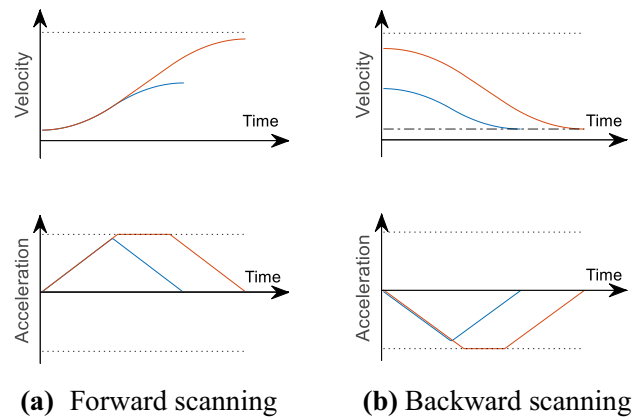 Velocity
Time
Velocity
Time
Acceleration
Time
Acceleration
Time
(a) Forward scanning
(b) Backward scanning